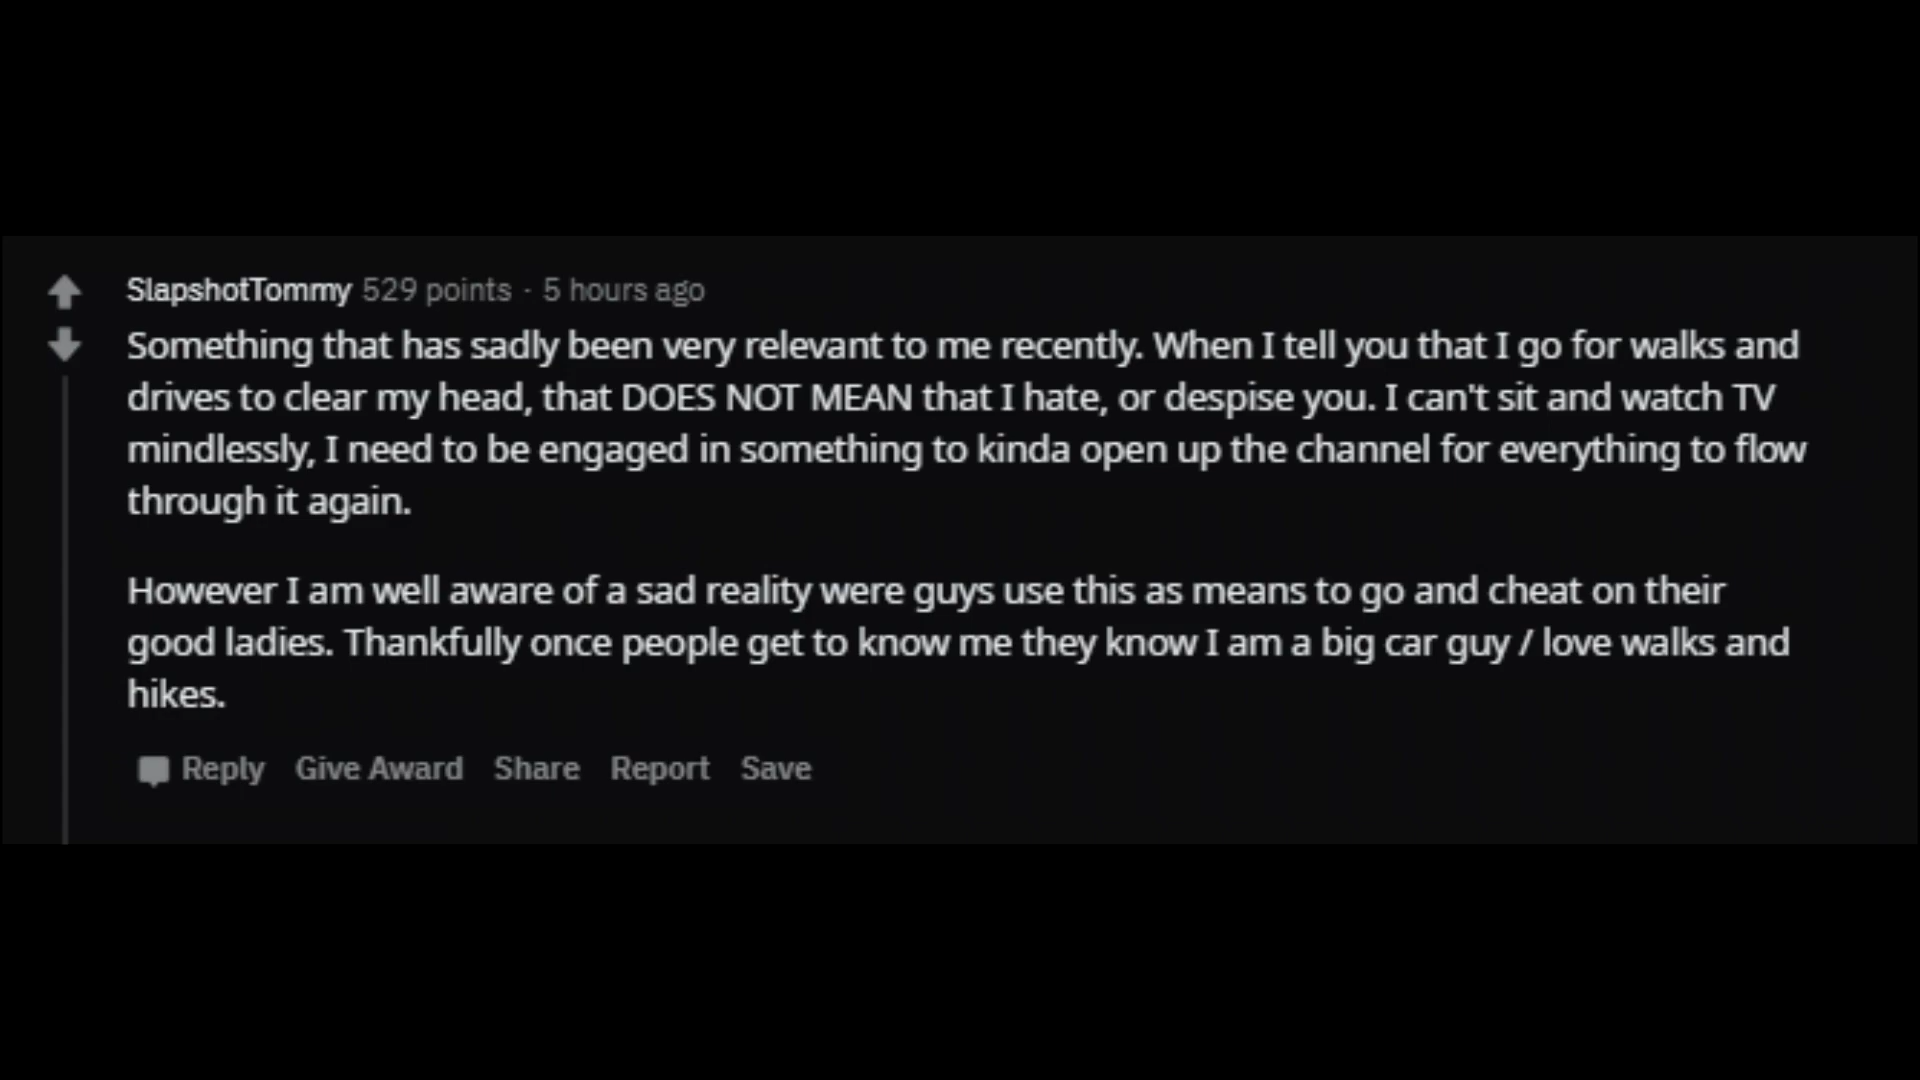 SlapshotTommy 529 points · 5 hours ago
Something that has sadly been very relevant to me recently. When I tell you that I go for walks and
drives to clear my head, that DOES NOT MEAN that I hate, or despise you. I can't sit and watch TV
mindlessly, I need to be engaged in something to kinda open up the channel for everything to flow
through it again.
However I am well aware of a sad reality were guys use this as means to go and cheat on their
good ladies. Thankfully once people get to know me they know I am a big car guy / love walks and
hikes.
Reply Give Award Share Report Save